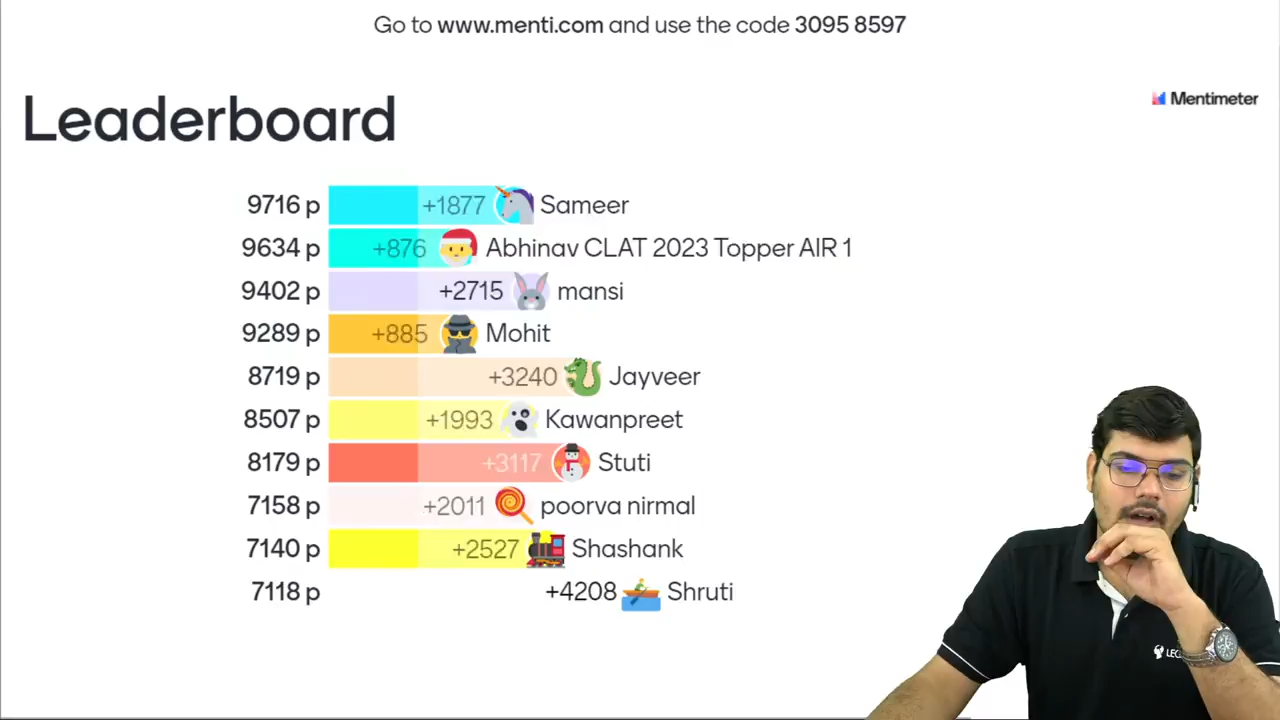 Go to www.menti.com and use the code 3095 8597
Mentimeter
Leaderboard
9716 p +1877 Sameer
9634 p +876 Abhinav CLAT 2023 Topper AIR 1
9402 p +2715 mansi
9289 p +885 Mohit
8719 p +3240 Jayveer
8507 p +1993 Kawanpreet
8179 p +3117 Stuti
7158 p +2011 poorva nirmal
7140 p +2527 Shashank
7118 p +4208 Shruti